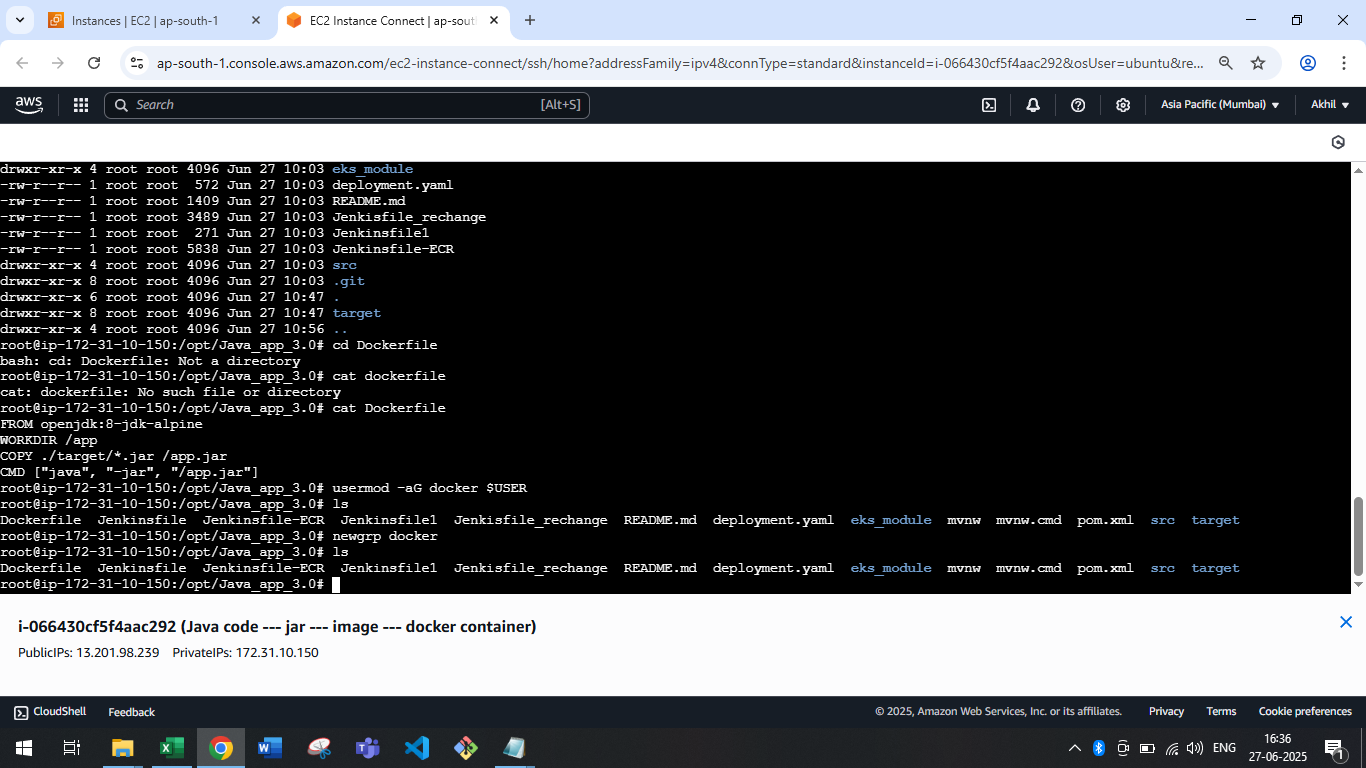 Instances | EC2 | ap-south-1
EC2 Instance Connect | ap-sout
ap-south-1.console.aws.amazon.com/ec2-instance-connect/ssh/home?addressFamily=ipv4&connType=standard&instanceId=i-066430cf5f4aac292&osUser=ubuntu&re...
aws Search [Alt+S] Asia Pacific (Mumbai) Akhil
drwxr-xr-x 4 root root 4096 Jun 27 10:03 eks_module
-rw-r--r-- 1 root root  572 Jun 27 10:03 deployment.yaml
-rw-r--r-- 1 root root 1409 Jun 27 10:03 README.md
-rw-r--r-- 1 root root 3489 Jun 27 10:03 Jenkisfile_rechange
-rw-r--r-- 1 root root  271 Jun 27 10:03 Jenkinsfile1
-rw-r--r-- 1 root root 5838 Jun 27 10:03 Jenkinsfile-ECR
drwxr-xr-x 4 root root 4096 Jun 27 10:03 src
drwxr-xr-x 8 root root 4096 Jun 27 10:03 .git
drwxr-xr-x 6 root root 4096 Jun 27 10:47 .
drwxr-xr-x 8 root root 4096 Jun 27 10:47 target
drwxr-xr-x 4 root root 4096 Jun 27 10:56 ..
root@ip-172-31-10-150:/opt/Java_app_3.0# cd Dockerfile
bash: cd: Dockerfile: Not a directory
root@ip-172-31-10-150:/opt/Java_app_3.0# cat dockerfile
cat: dockerfile: No such file or directory
root@ip-172-31-10-150:/opt/Java_app_3.0# cat Dockerfile
FROM openjdk:8-jdk-alpine
WORKDIR /app
COPY ./target/*.jar /app.jar
CMD ["java", "-jar", "/app.jar"]
root@ip-172-31-10-150:/opt/Java_app_3.0# usermod -aG docker $USER
root@ip-172-31-10-150:/opt/Java_app_3.0# ls
Dockerfile  Jenkinsfile  Jenkinsfile-ECR  Jenkinsfile1  Jenkisfile_rechange  README.md  deployment.yaml  eks_module  mvnw  mvnw.cmd  pom.xml  src  target
root@ip-172-31-10-150:/opt/Java_app_3.0# newgrp docker
root@ip-172-31-10-150:/opt/Java_app_3.0# ls
Dockerfile  Jenkinsfile  Jenkinsfile-ECR  Jenkinsfile1  Jenkisfile_rechange  README.md  deployment.yaml  eks_module  mvnw  mvnw.cmd  pom.xml  src  target
root@ip-172-31-10-150:/opt/Java_app_3.0#
i-066430cf5f4aac292 (Java code --- jar --- image --- docker container)
PublicIPs: 13.201.98.239 PrivateIPs: 172.31.10.150
CloudShell Feedback © 2025, Amazon Web Services, Inc. or its affiliates. Privacy Terms Cookie preferences
ENG 16:36
27-06-2025 1